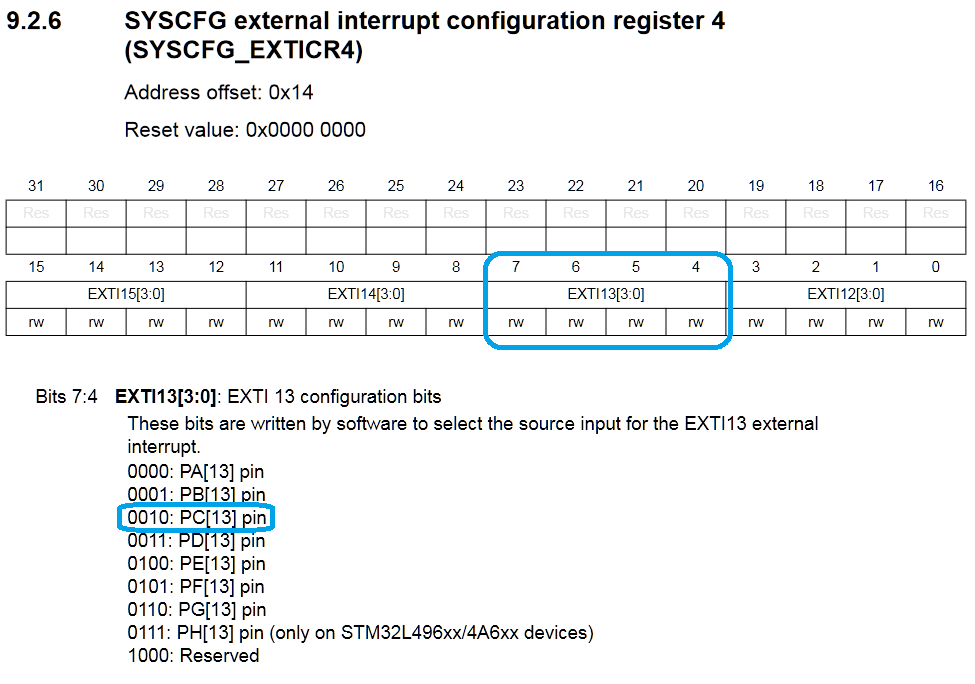 9.2.6 SYSCFG external interrupt configuration register 4
(SYSCFG_EXTICR4)
Address offset: 0x14
Reset value: 0x0000 0000
31 30 29 28 27 26 25 24 23 22 21 20 19 18 17 16
Res Res Res Res Res Res Res Res Res Res Res Res Res Res Res Res
15 14 13 12 11 10 9 8 7 6 5 4 3 2 1 0
EXTI15[3:0] EXTI14[3:0] EXTI13[3:0] EXTI12[3:0]
rw rw rw rw rw rw rw rw rw rw rw rw rw rw rw rw
Bits 7:4 EXTI13[3:0]: EXTI 13 configuration bits
These bits are written by software to select the source input for the EXTI13 external
interrupt.
0000: PA[13] pin
0001: PB[13] pin
0010: PC[13] pin
0011: PD[13] pin
0100: PE[13] pin
0101: PF[13] pin
0110: PG[13] pin
0111: PH[13] pin (only on STM32L496xx/4A6xx devices)
1000: Reserved